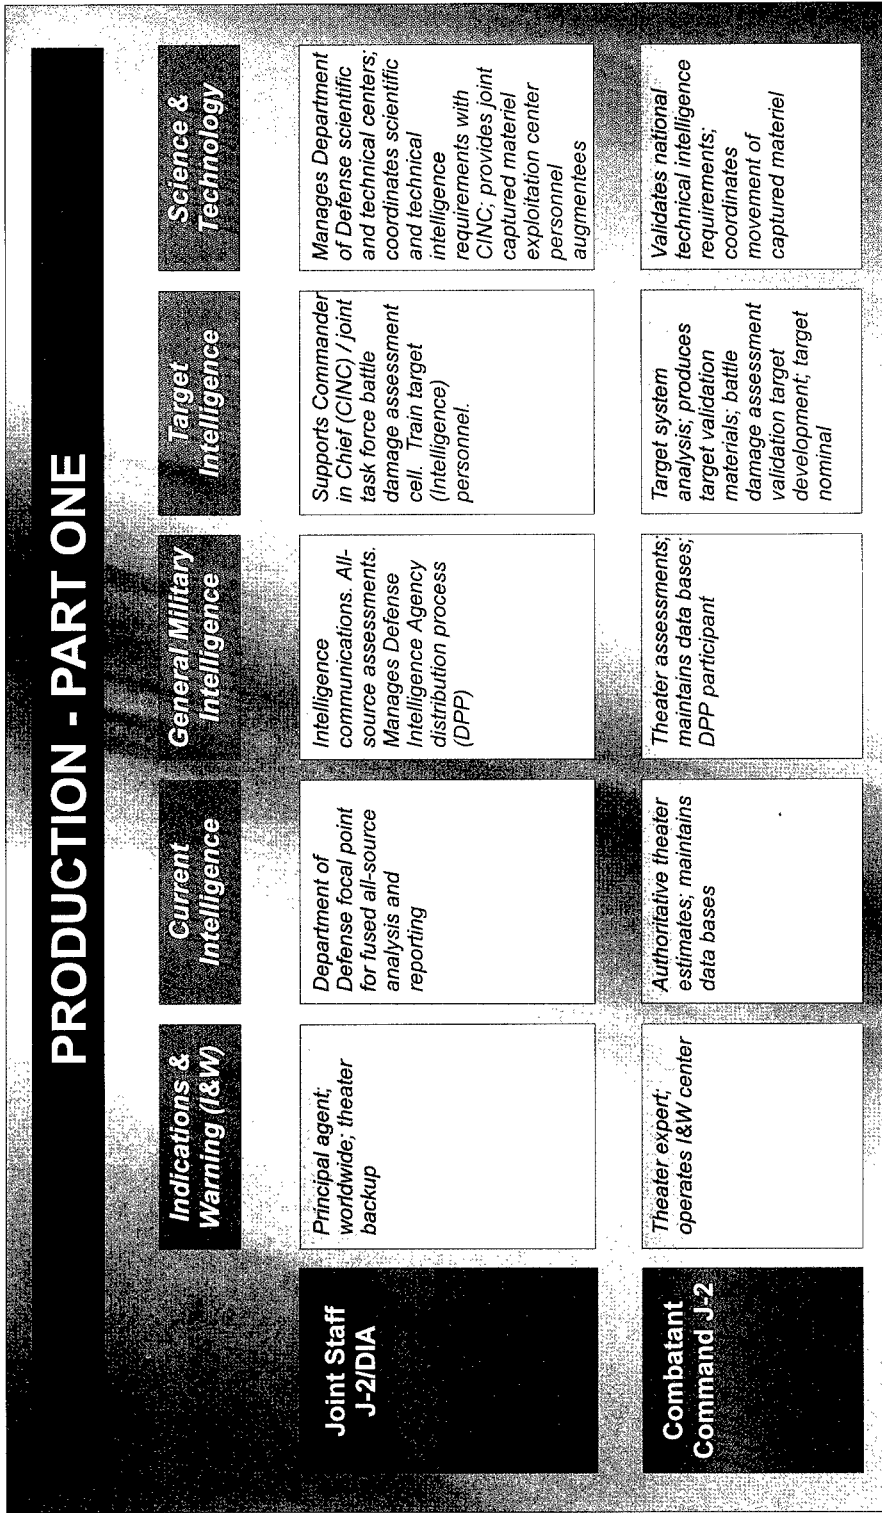 PRODUCTION - PART ONE
Indications &
Warning (I&W)
Current
Intelligence
General Military
Intelligence
Target
Intelligence
Science &
Technology
Joint Staff
J-2/DIA
Principal agent;
worldwide; theater
backup
Department of
Defense focal point
for fused all-source
analysis and
reporting
Intelligence
communications. All-
source assessments.
Manages Defense
Intelligence Agency
distribution process
(DPP)
Supports Commander
in Chief (CINC) / joint
task force battle
damage assessment
cell. Train target
(Intelligence)
personnel.
Manages Department
of Defense scientific
and technical centers;
coordinates scientific
and technical
intelligence
requirements with
CINC; provides joint
captured materiel
exploitation center
personnel
augmentees
Combatant
Command J-2
Theater expert;
operates I&W center
Authoritative theater
estimates; maintains
data bases
Theater assessments;
maintains data bases;
DPP participant
Target system
analysis; produces
target validation
materials; battle
damage assessment
validation target
development; target
nominal
Validates national
technical intelligence
requirements;
coordinates
movement of
captured materiel